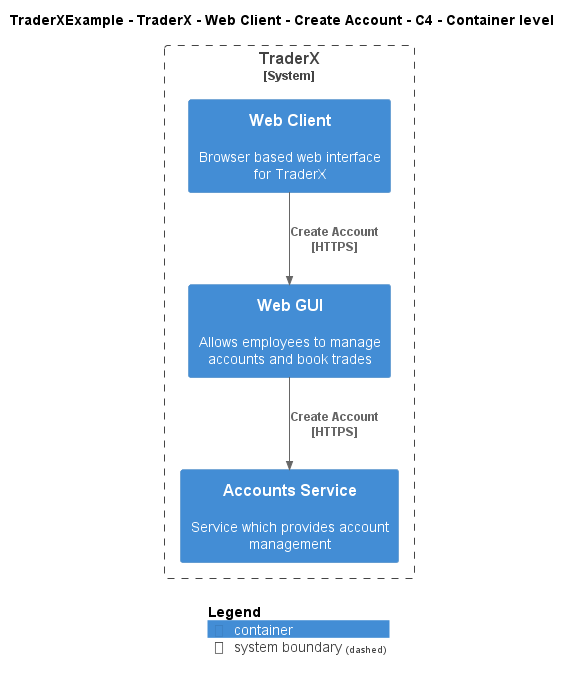 TraderXExample - TraderX - Web Client - Create Account - C4 - Container level
TraderX
[System]
Web Client
Browser based web interface
for TraderX
Create Account
[HTTPS]
Web GUI
Allows employees to manage
accounts and book trades
Create Account
[HTTPS]
Accounts Service
Service which provides account
management
Legend
container
system boundary (dashed)